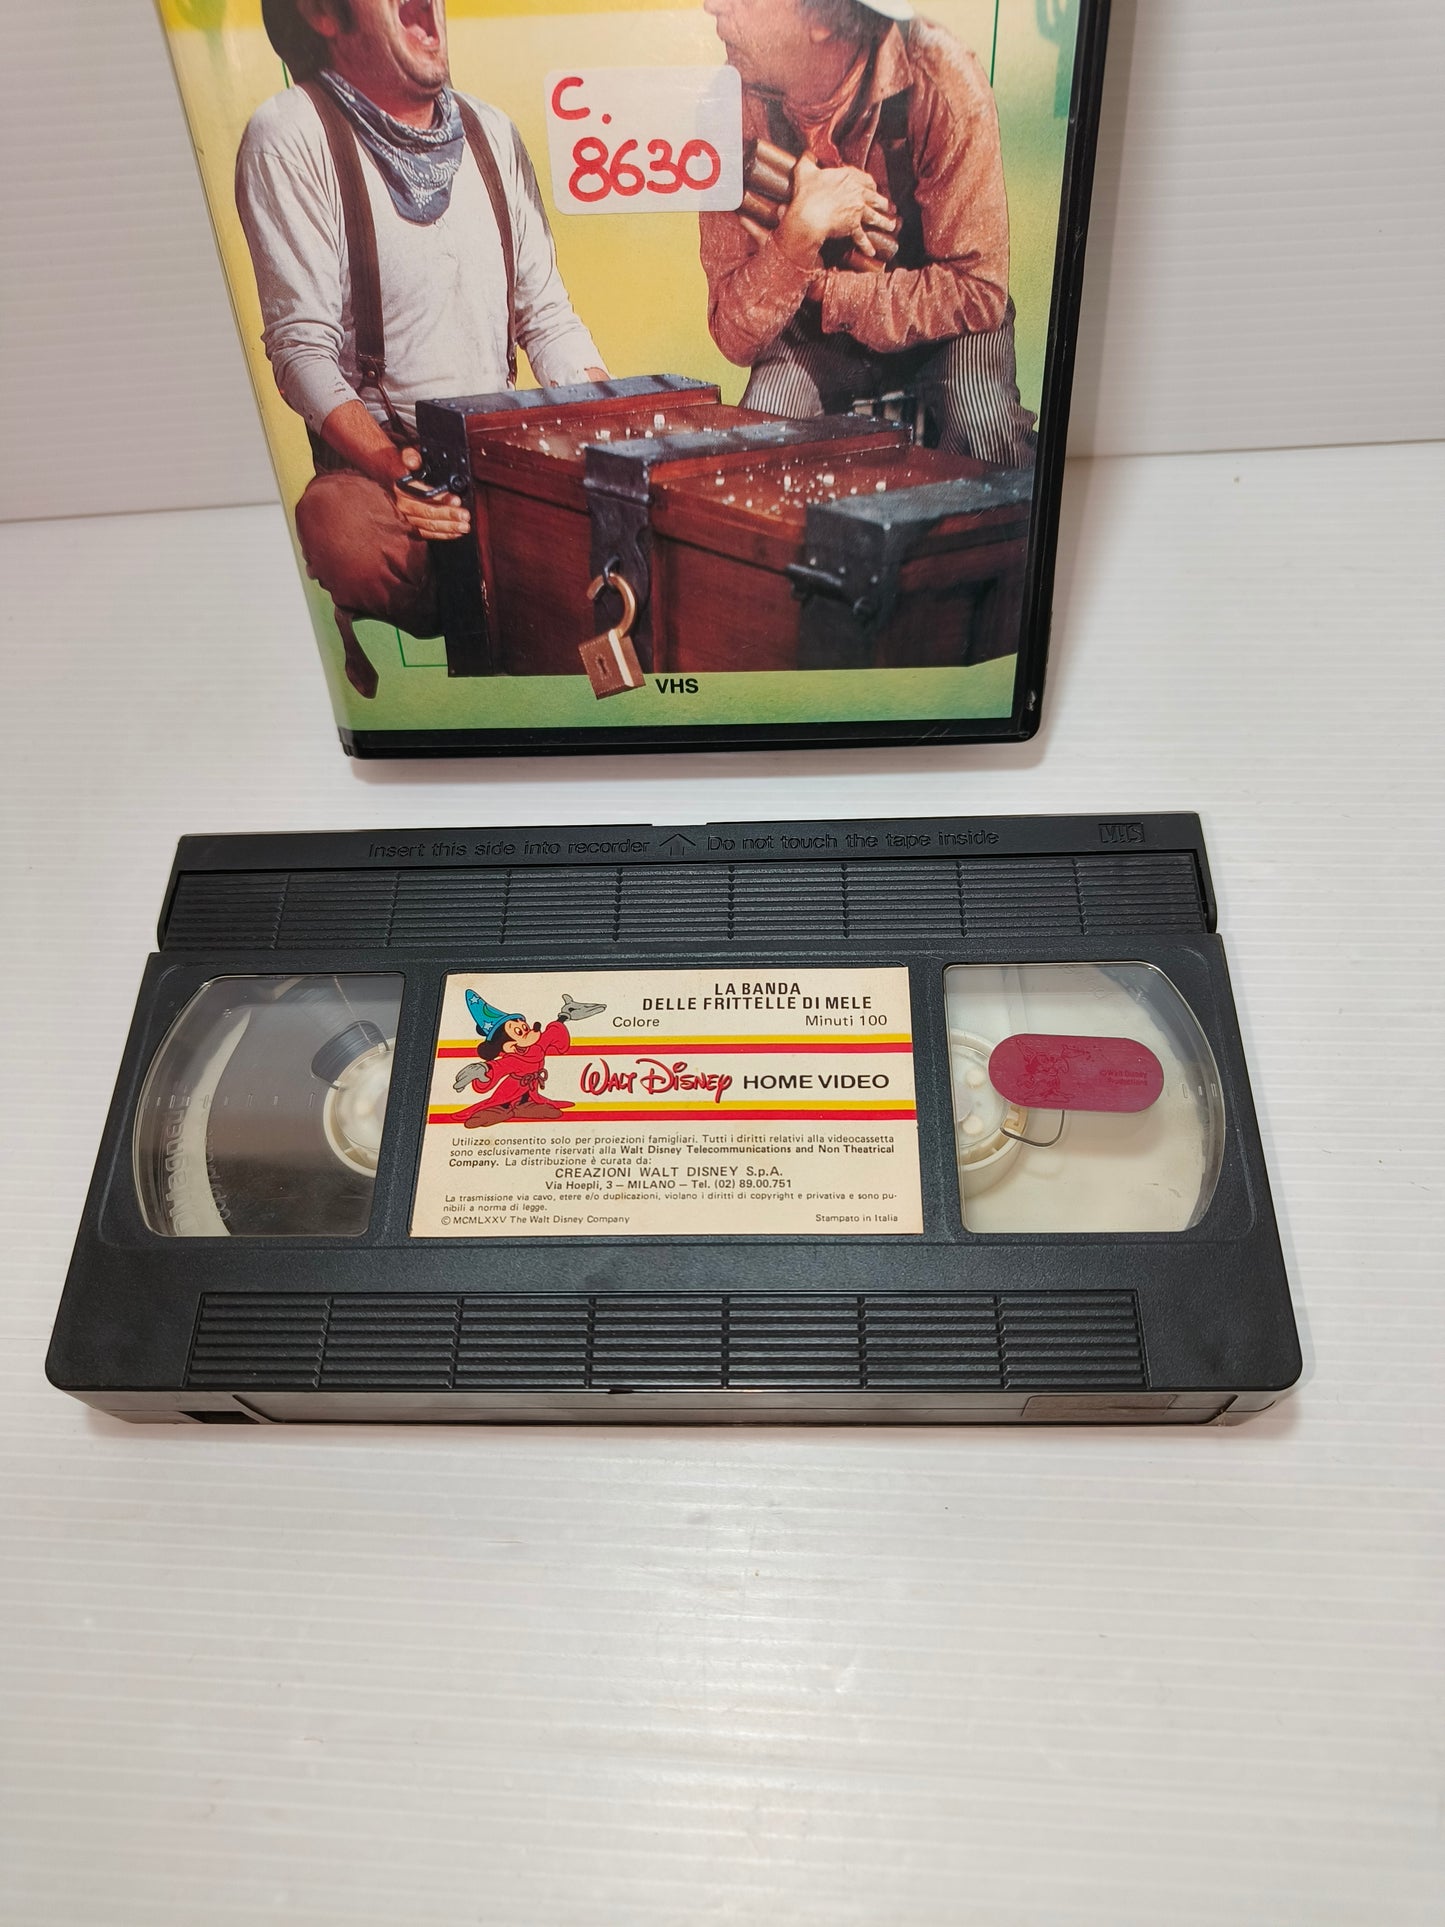 C.
8630
VHS
Insert this side into recorder Do not touch the tape inside VHS
LA BANDA
DELLE FRITTELLE DI MELE
Colore Minuti 100
WALT DISNEY HOME VIDEO
Utilizzo consentito solo per proiezioni famigliari. Tutti i diritti relativi alla videocassetta
sono esclusivamente riservati alla Walt Disney Telecommunications and Non Theatrical
Company. La distribuzione è curata da:
CREAZIONI WALT DISNEY S.p.A.
Via Hoepli, 3 – MILANO – Tel. (02) 89.00.751
La trasmissione via cavo, etere e/o duplicazioni, violano i diritti di copyright e privativa e sono pu-
nibili a norma di legge.
© MCMLXXV The Walt Disney Company Stampato in Italia
© Walt Disney
Productions